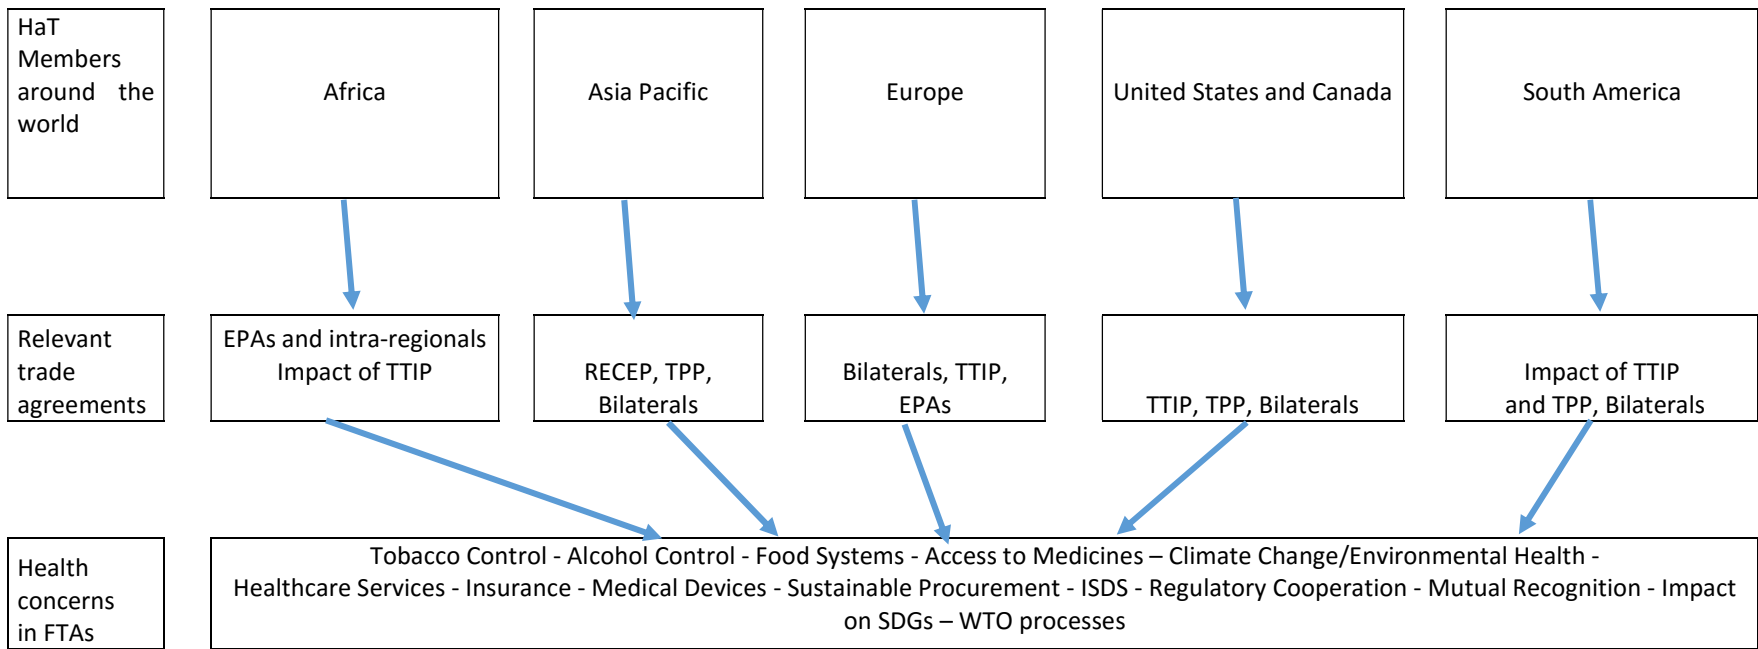 HaT
Members
around the
world
Africa
Asia Pacific
Europe
United States and Canada
South America
Relevant
trade
agreements
EPAs and intra-regionals
Impact of TTIP
RECEP, TPP,
Bilaterals
Bilaterals, TTIP,
EPAs
TTIP, TPP, Bilaterals
Impact of TTIP
and TPP, Bilaterals
Health
concerns
in FTAs
Tobacco Control - Alcohol Control - Food Systems - Access to Medicines – Climate Change/Environmental Health -
Healthcare Services - Insurance - Medical Devices - Sustainable Procurement - ISDS - Regulatory Cooperation - Mutual Recognition - Impact
on SDGs – WTO processes